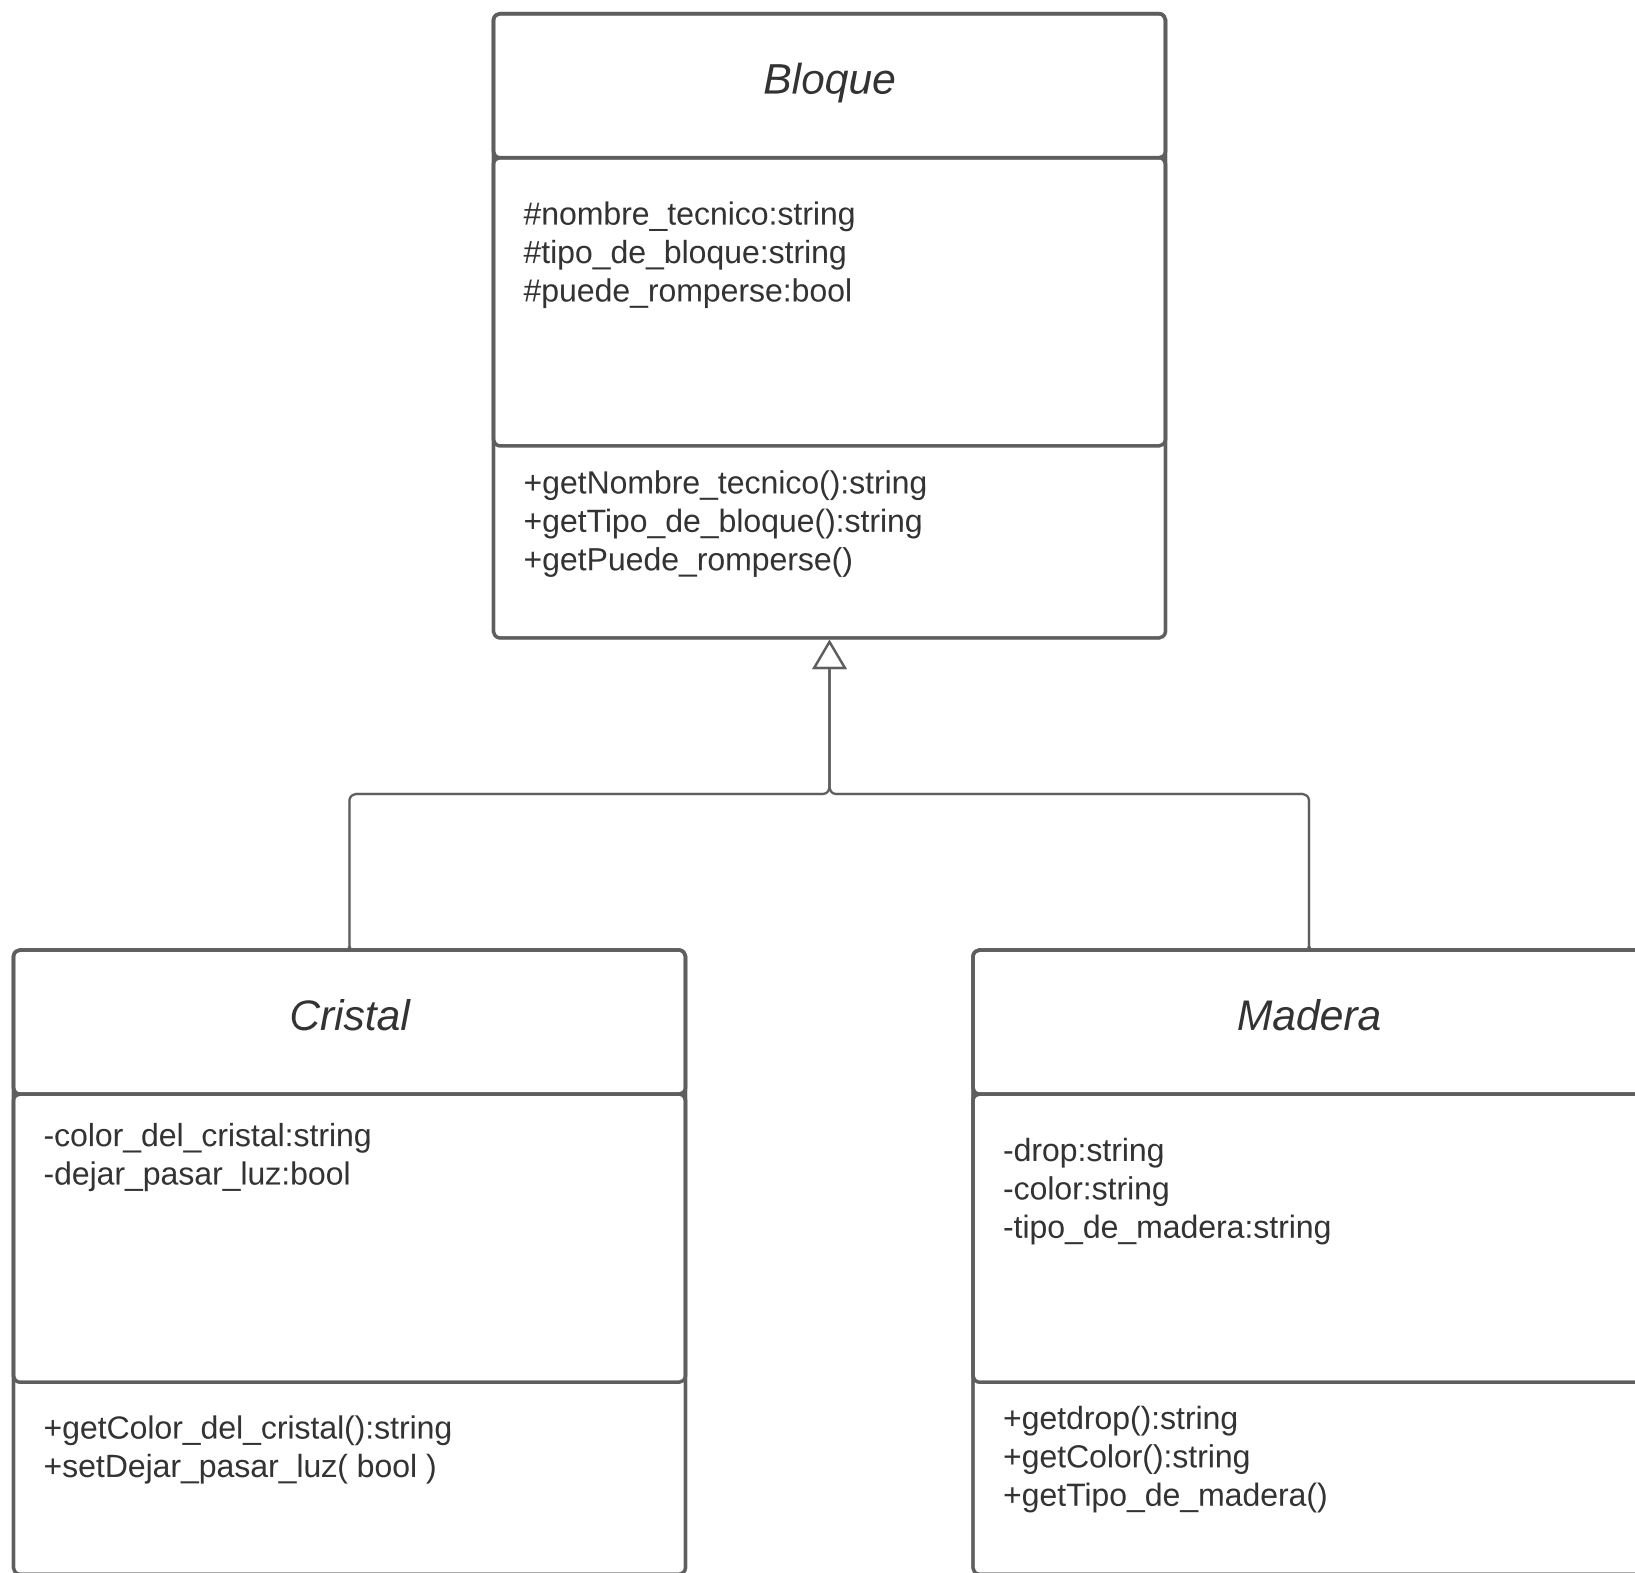 Bloque
#nombre_tecnico:string
#tipo_de_bloque:string
#puede_romperse:bool
+getNombre_tecnico():string
+getTipo_de_bloque():string
+getPuede_romperse()
Cristal
-color_del_cristal:string
-dejar_pasar_luz:bool
+getColor_del_cristal():string
+setDejar_pasar_luz( bool )
Madera
-drop:string
-color:string
-tipo_de_madera:string
+getdrop():string
+getColor():string
+getTipo_de_madera()